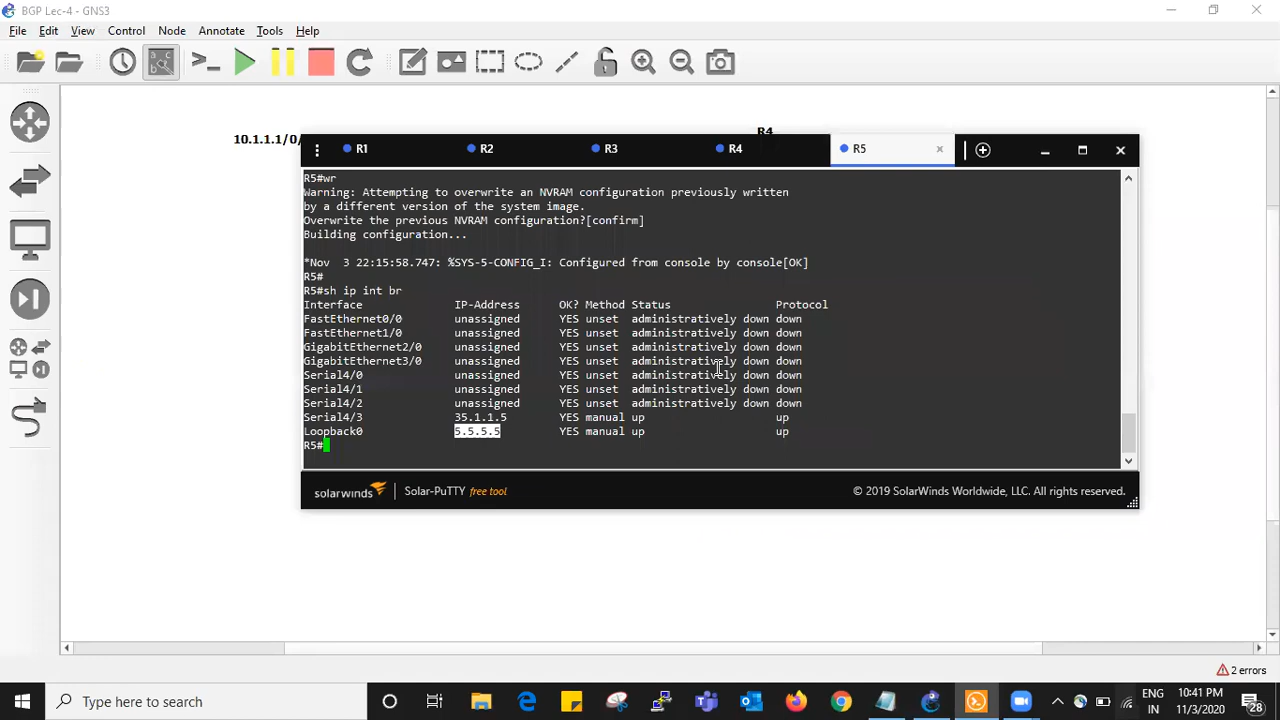 BGP Lec-4 - GNS3
File Edit View Control Node Annotate Tools Help
10.1.1.1/0/
R4
R1 R2 R3 R4 R5
R5#wr
Warning: Attempting to overwrite an NVRAM configuration previously written
by a different version of the system image.
Overwrite the previous NVRAM configuration?[confirm]
Building configuration...
*Nov  3 22:15:58.747: %SYS-5-CONFIG_I: Configured from console by console[OK]
R5#
R5#sh ip int br
Interface IP-Address OK? Method Status Protocol
FastEthernet0/0 unassigned YES unset administratively down down
FastEthernet1/0 unassigned YES unset administratively down down
GigabitEthernet2/0 unassigned YES unset administratively down down
GigabitEthernet3/0 unassigned YES unset administratively down down
Serial4/0 unassigned YES unset administratively down down
Serial4/1 unassigned YES unset administratively down down
Serial4/2 unassigned YES unset administratively down down
Serial4/3 35.1.1.5 YES manual up up
Loopback0 5.5.5.5 YES manual up up
R5#
solarwinds Solar-PuTTY free tool © 2019 SolarWinds Worldwide, LLC. All rights reserved.
2 errors
Type here to search
ENG
IN
10:41 PM
11/3/2020
28